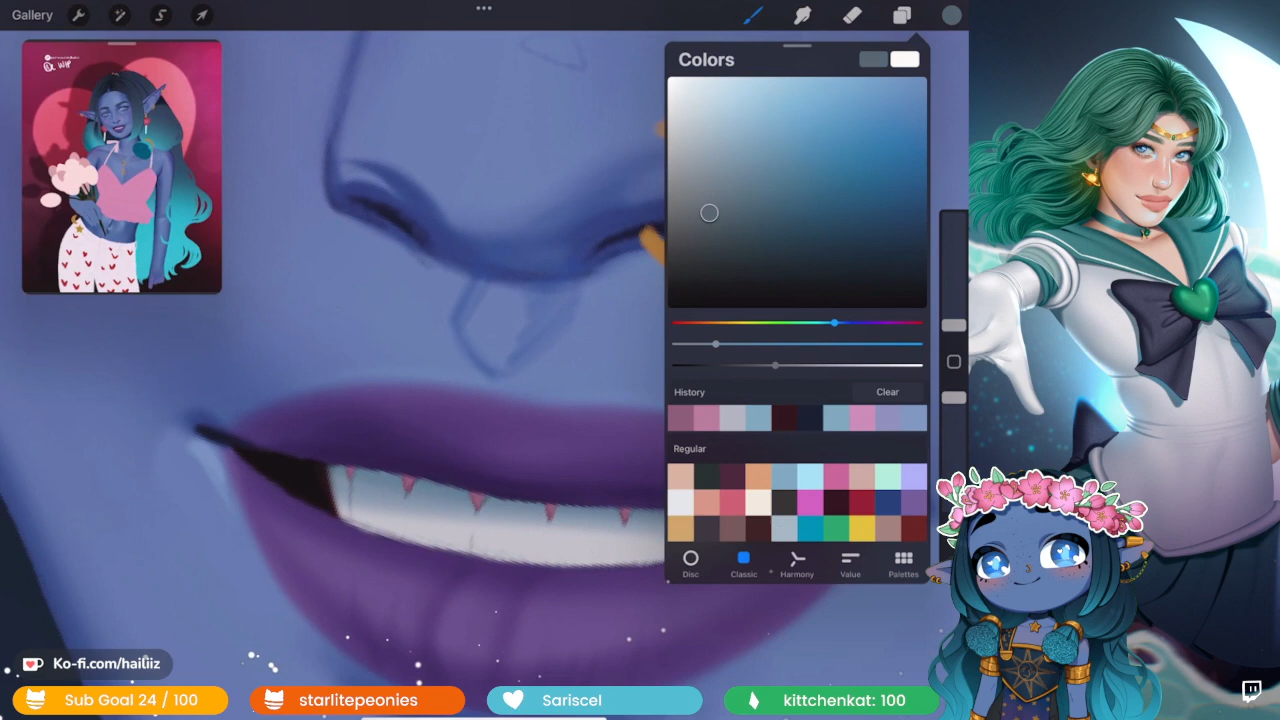 Gallery
WIP
Colors
History
Clear
Regular
Disc
Classic
Harmony
Value
Palettes
Ko-fi.com/hailiiz
Sub Goal 24 / 100
starlitepeonies
Sariscel
kittchenkat: 100